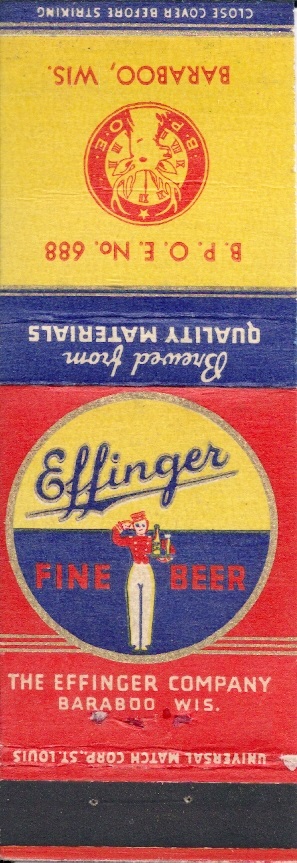 CLOSE COVER BEFORE STRIKING
B. P. O. E. No. 688
B. P. O. E.
BARABOO, WIS.
Brewed from
QUALITY MATERIALS
Effinger
FINE BEER
THE EFFINGER COMPANY
BARABOO WIS.
UNIVERSAL MATCH CORP., ST. LOUIS